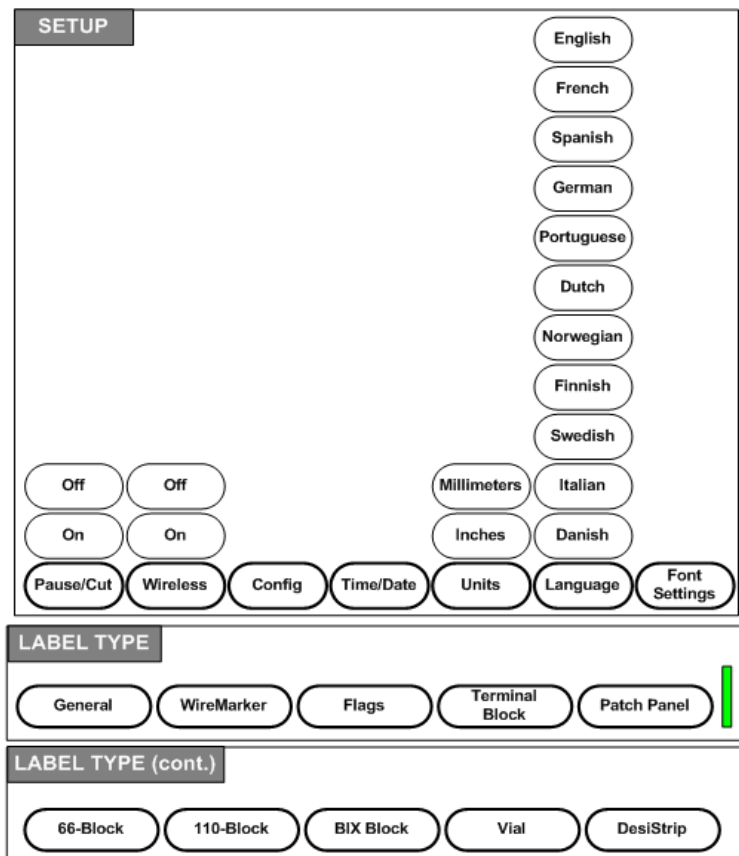 SETUP
English
French
Spanish
German
Portuguese
Dutch
Norwegian
Finnish
Swedish
Off
Off
Millimeters
Italian
On
On
Inches
Danish
Pause/Cut
Wireless
Config
Time/Date
Units
Language
Font
Settings
LABEL TYPE
General
WireMarker
Flags
Terminal
Block
Patch Panel
LABEL TYPE (cont.)
66-Block
110-Block
BIX Block
Vial
DesiStrip